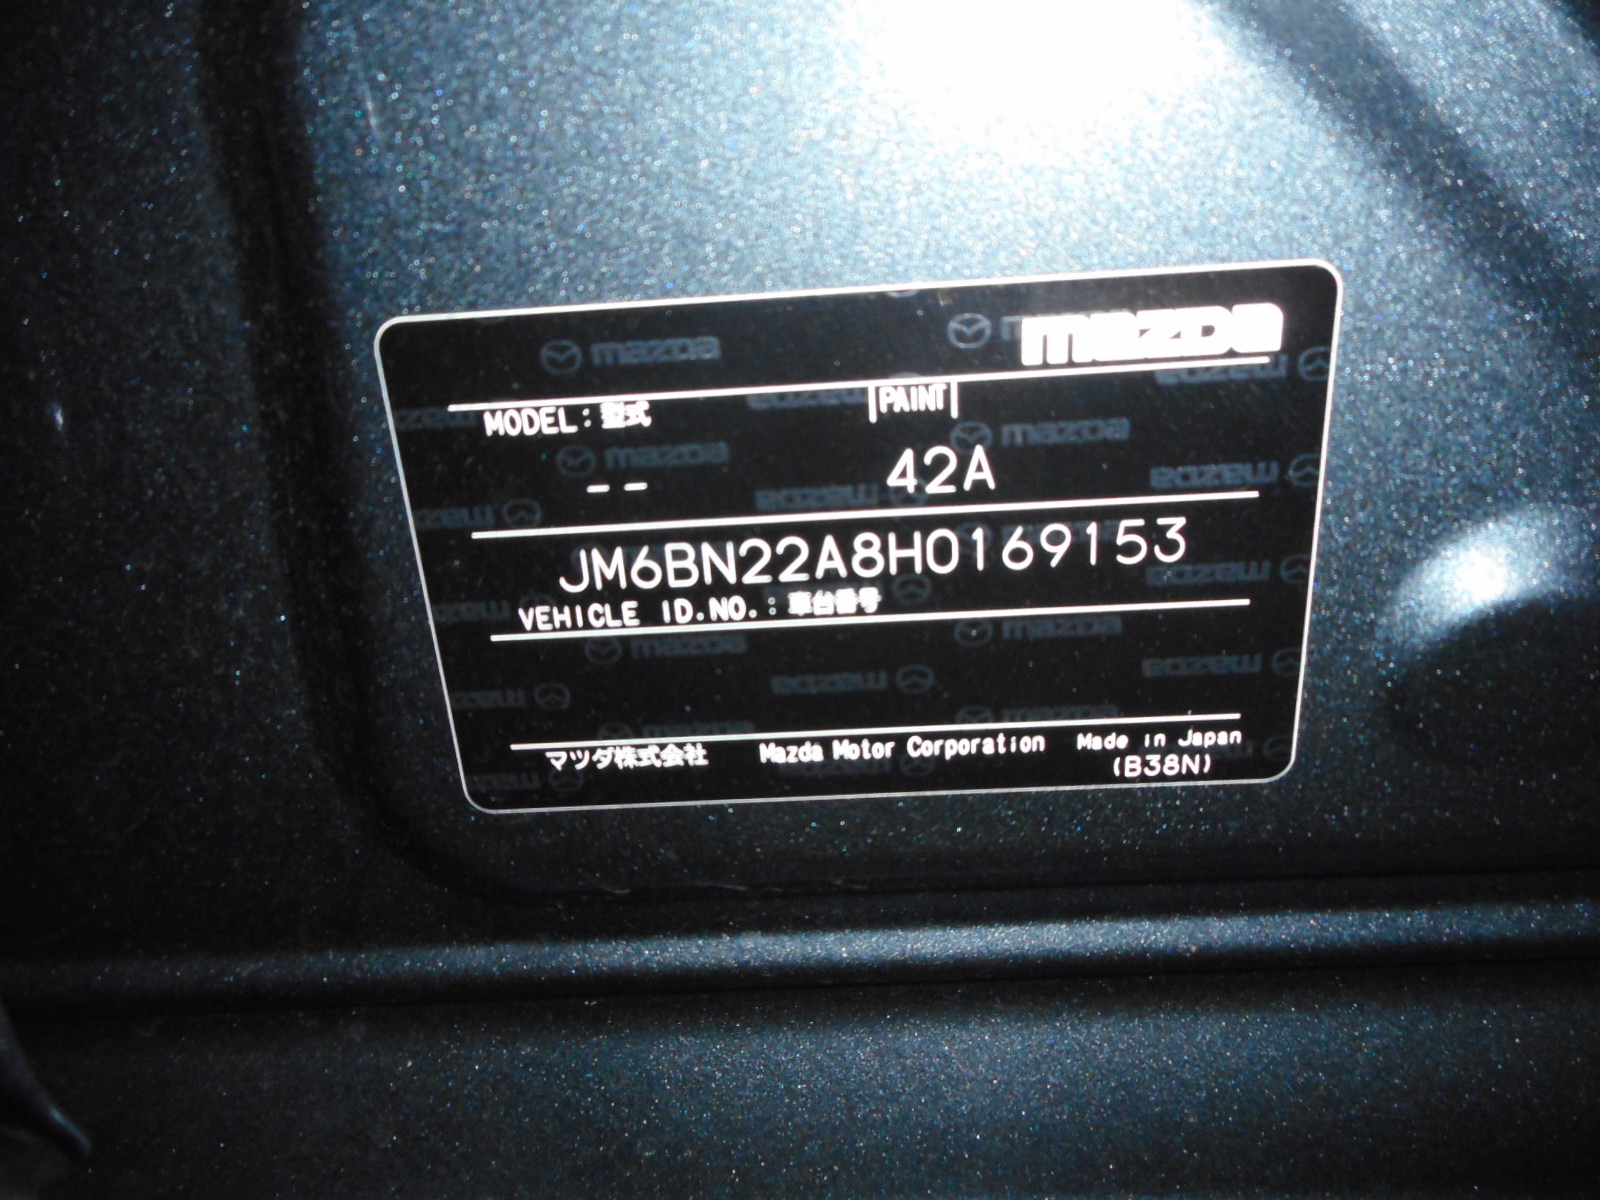 mazda
MODEL : 型式 PAINT
-- 42A
JM6BN22A8H0169153
VEHICLE ID.NO. : 車台番号
マツダ株式会社 Mazda Motor Corporation Made in Japan
(B38N)